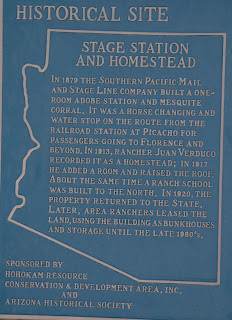 HISTORICAL SITE
STAGE STATION
AND HOMESTEAD
IN 1879 THE SOUTHERN PACIFIC MAIL
AND STAGE LINE COMPANY BUILT A ONE-
ROOM ADOBE STATION AND MESQUITE
CORRAL. IT WAS A HORSE CHANGING AND
WATER STOP ON THE ROUTE FROM THE
RAILROAD STATION AT PICACHO FOR
PASSENGERS GOING TO FLORENCE AND
BEYOND. IN 1913, RANCHER JUAN VERDUCO
RECORDED IT AS A HOMESTEAD; IN 1917
HE ADDED A ROOM AND RAISED THE ROOF.
ABOUT THE SAME TIME A RANCH SCHOOL
WAS BUILT TO THE NORTH. IN 1920, THE
PROPERTY RETURNED TO THE STATE.
LATER, AREA RANCHERS LEASED THE
LAND, USING THE BUILDING AS BUNKHOUSES
AND STORAGE UNTIL THE LATE 1980'S.
SPONSORED BY
HOHOKAM RESOURCE
CONSERVATION & DEVELOPMENT AREA, INC.
AND
ARIZONA HISTORICAL SOCIETY